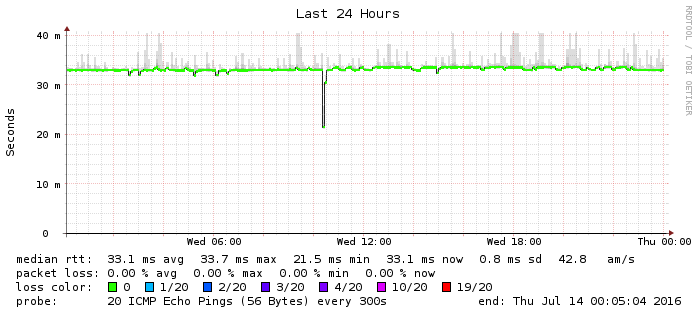 Last 24 Hours
RRDTOOL / TOBI OETIKER
Seconds
40 m
30 m
20 m
10 m
0
Wed 06:00 Wed 12:00 Wed 18:00 Thu 00:00
median rtt: 33.1 ms avg 33.7 ms max 21.5 ms min 33.1 ms now 0.8 ms sd 42.8 am/s
packet loss: 0.00 % avg 0.00 % max 0.00 % min 0.00 % now
loss color: 0 1/20 2/20 3/20 4/20 10/20 19/20
probe: 20 ICMP Echo Pings (56 Bytes) every 300s end: Thu Jul 14 00:05:04 2016